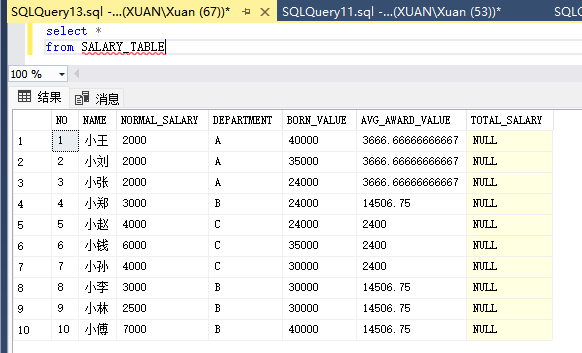 SQLQuery13.sql -...(XUAN\Xuan (67))* SQLQuery11.sql -...(XUAN\Xuan (53))* SQLQ
select *
from SALARY_TABLE
100 %
结果 消息
NO NAME NORMAL_SALARY DEPARTMENT BORN_VALUE AVG_AWARD_VALUE TOTAL_SALARY
1 1 小王 2000 A 40000 3666.66666666667 NULL
2 2 小刘 2000 A 35000 3666.66666666667 NULL
3 3 小张 2000 A 24000 3666.66666666667 NULL
4 4 小郑 3000 B 24000 14506.75 NULL
5 5 小赵 4000 C 24000 2400 NULL
6 6 小钱 6000 C 35000 2400 NULL
7 7 小孙 4000 C 30000 2400 NULL
8 8 小李 3000 B 30000 14506.75 NULL
9 9 小林 2500 B 30000 14506.75 NULL
10 10 小傅 7000 B 40000 14506.75 NULL